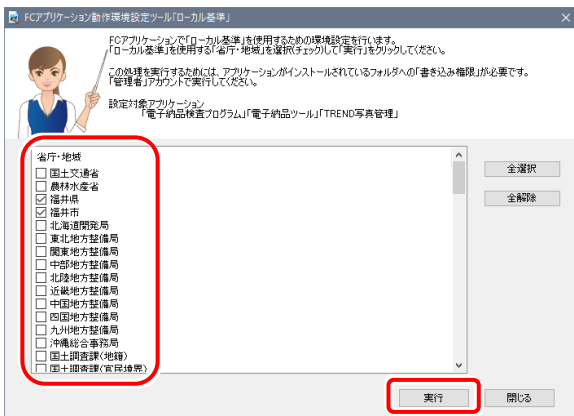 FCアプリケーション動作環境設定ツール「ローカル基準」
FCアプリケーションで「ローカル基準」を使用するための環境設定を行います。
「ローカル基準」を使用する「省庁・地域」を選択(チェック)して「実行」をクリックしてください。
この処理を実行するためには、アプリケーションがインストールされているフォルダへの「書き込み権限」が必要です。
「管理者」アカウントで実行してください。
設定対象アプリケーション
「電子納品検査プログラム」「電子納品ツール」「TREND写真管理」
省庁・地域
国土交通省
農林水産省
福井県
福井市
北海道開発局
東北地方整備局
関東地方整備局
中部地方整備局
北陸地方整備局
近畿地方整備局
中国地方整備局
四国地方整備局
九州地方整備局
沖縄総合事務局
国土調査課(地籍)
国土調査課(官民境界)
全選択
全解除
実行
閉じる